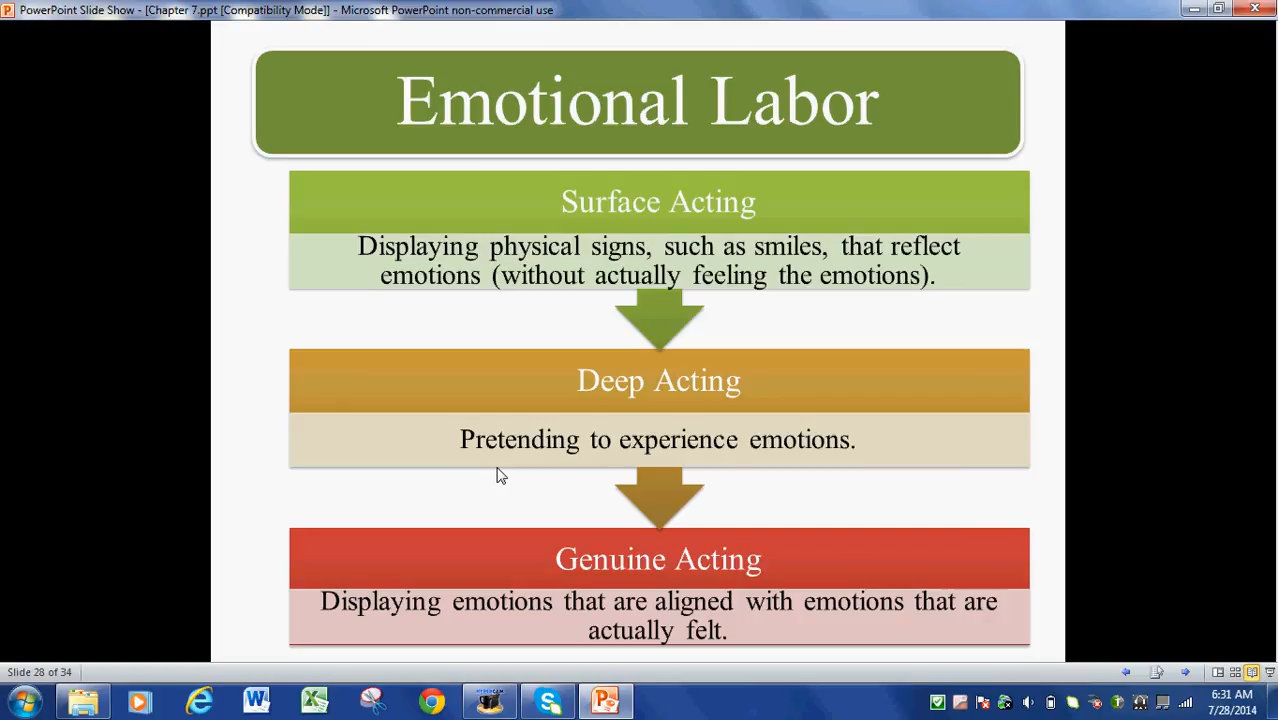 PowerPoint Slide Show - [Chapter 7.ppt [Compatibility Mode]] - Microsoft PowerPoint non-commercial use
Emotional Labor
Surface Acting
Displaying physical signs, such as smiles, that reflect
emotions (without actually feeling the emotions).
Deep Acting
Pretending to experience emotions.
Genuine Acting
Displaying emotions that are aligned with emotions that are
actually felt.
Slide 28 of 34
HYPERCAM
6:31 AM
7/28/2014